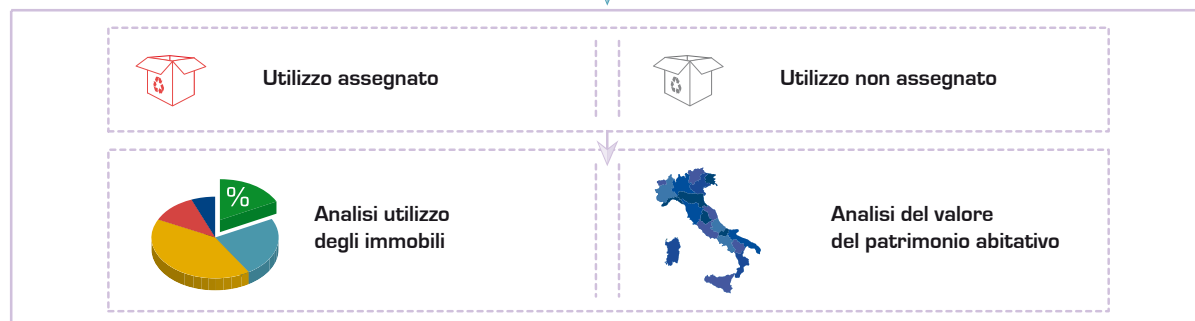 Utilizzo assegnato
Utilizzo non assegnato
%
Analisi utilizzo
degli immobili
Analisi del valore
del patrimonio abitativo